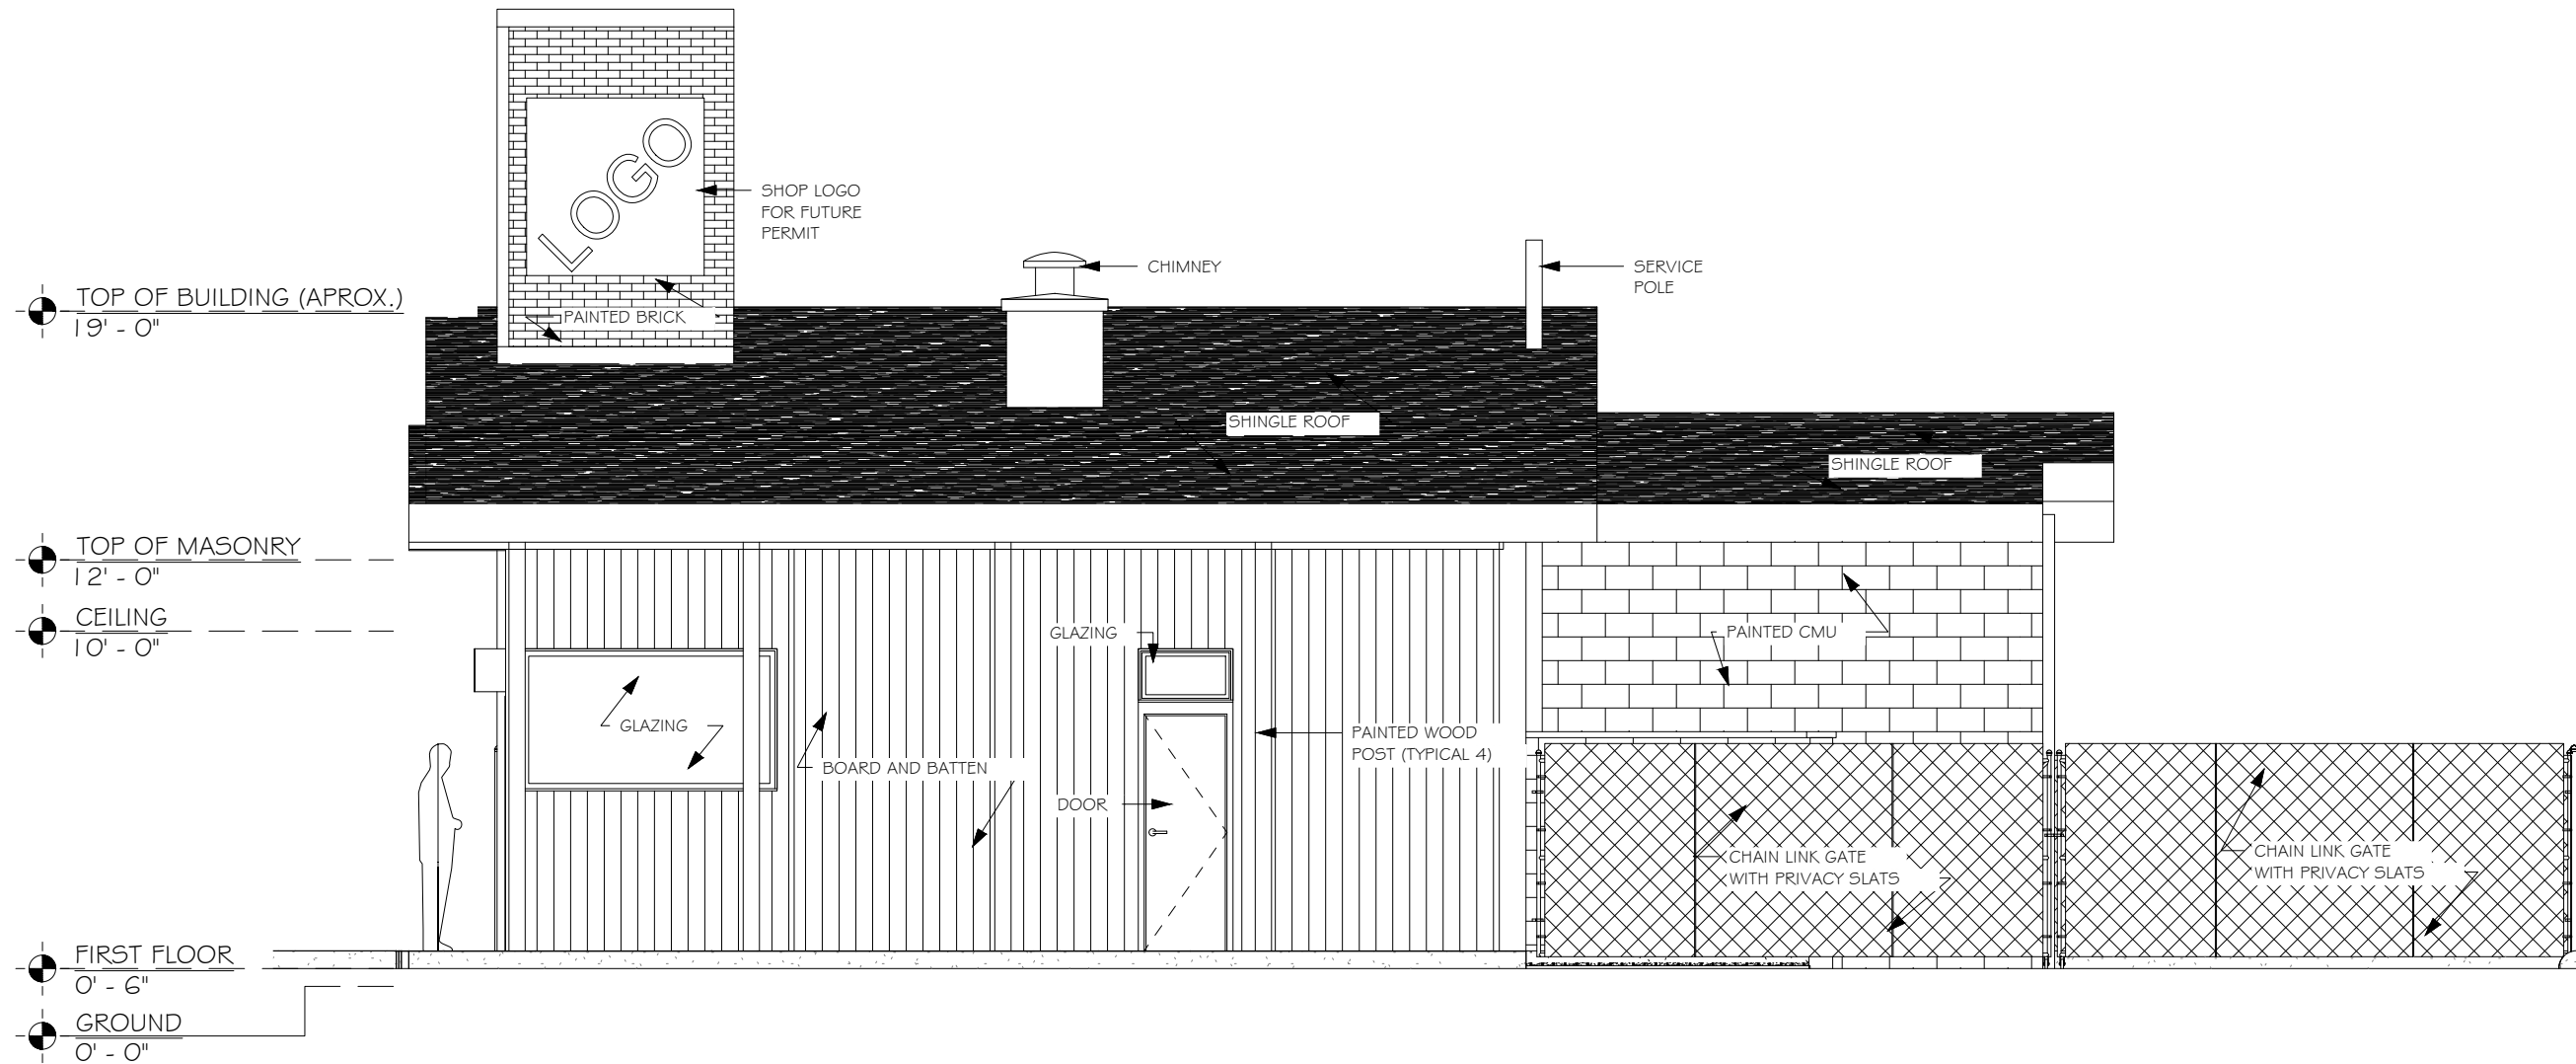 LOGO
SHOP LOGO
FOR FUTURE
PERMIT
CHIMNEY
SERVICE
POLE
TOP OF BUILDING (APROX.)
19' - 0"
PAINTED BRICK
SHINGLE ROOF
SHINGLE ROOF
TOP OF MASONRY
12' - 0"
CEILING
10' - 0"
GLAZING
PAINTED CMU
GLAZING
PAINTED WOOD
POST (TYPICAL 4)
BOARD AND BATTEN
DOOR
CHAIN LINK GATE
WITH PRIVACY SLATS
CHAIN LINK GATE
WITH PRIVACY SLATS
FIRST FLOOR
0' - 6"
GROUND
0' - 0"